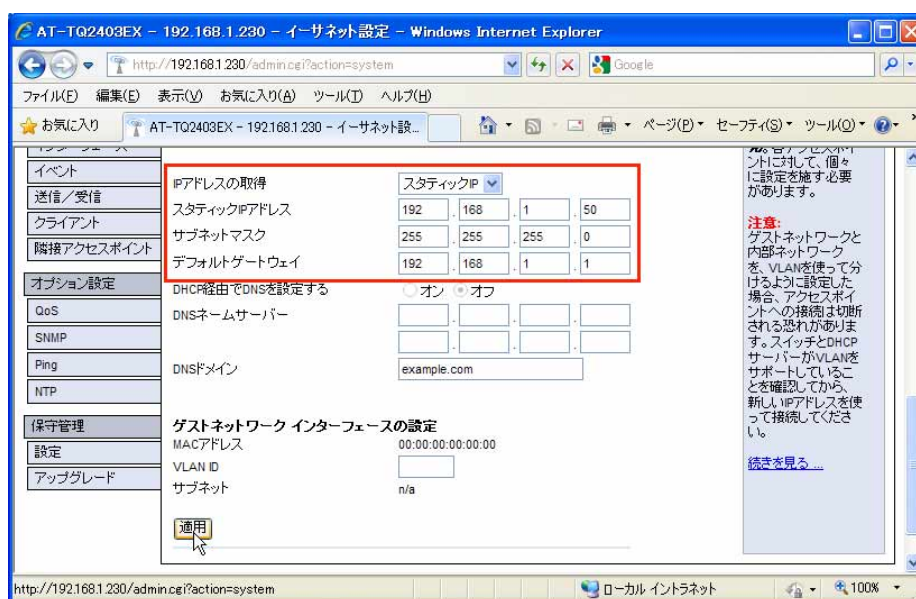 AT-TQ2403EX - 192.168.1.230 - イーサネット設定 - Windows Internet Explorer
http://192.168.1.230/admin.cgi?action=system
Google
ファイル(F) 編集(E) 表示(V) お気に入り(A) ツール(T) ヘルプ(H)
お気に入り
AT-TQ2403EX - 192.168.1.230 - イーサネット設...
ページ(P) セーフティ(S) ツール(O)
イベント
送信/受信
クライアント
隣接アクセスポイント
オプション設定
QoS
SNMP
Ping
NTP
保守管理
設定
アップグレード
IPアドレスの取得 スタティックIP
スタティックIPアドレス 192 . 168 . 1 . 50
サブネットマスク 255 . 255 . 255 . 0
デフォルトゲートウェイ 192 . 168 . 1 . 1
DHCP経由でDNSを設定する オン オフ
DNSネームサーバー . . .
. . .
DNSドメイン example.com
ゲストネットワーク インターフェースの設定
MACアドレス 00:00:00:00:00:00
VLAN ID
サブネット n/a
適用
ん。各アクセスポイ
ントに対して、個々
に設定を施す必要
があります。
注意:
ゲストネットワークと
内部ネットワーク
を、VLANを使って分
けるように設定した
場合、アクセスポイ
ントへの接続は切断
される恐れがありま
す。スイッチとDHCP
サーバーがVLANを
サポートしているこ
とを確認してから、
新しいIPアドレスを使
って接続してくださ
い。
続きを見る ...
http://192.168.1.230/admin.cgi?action=system
ローカル イントラネット
100%